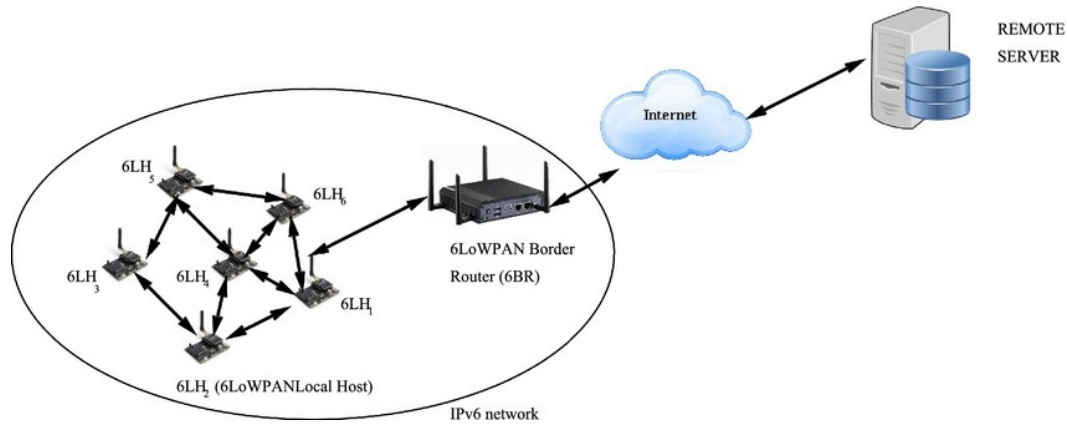 REMOTE
SERVER
Internet
6LH5
6LH6
6LoWPAN Border
Router (6BR)
6LH3
6LH4
6LH1
6LH2 (6LoWPANLocal Host)
IPv6 network